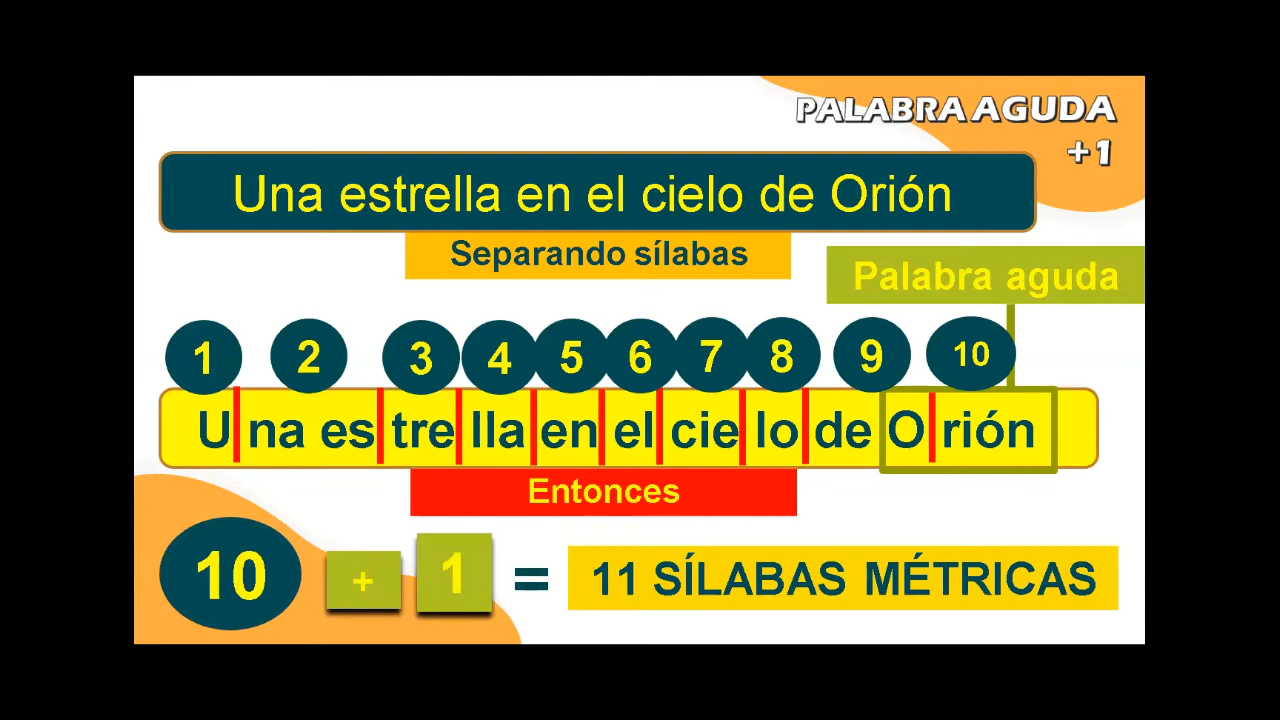 PALABRA AGUDA
+1
Una estrella en el cielo de Orión
Separando sílabas
Palabra aguda
1 2 3 4 5 6 7 8 9 10
U na es tre lla en el cie lo de O rión
Entonces
10 + 1 = 11 SÍLABAS MÉTRICAS